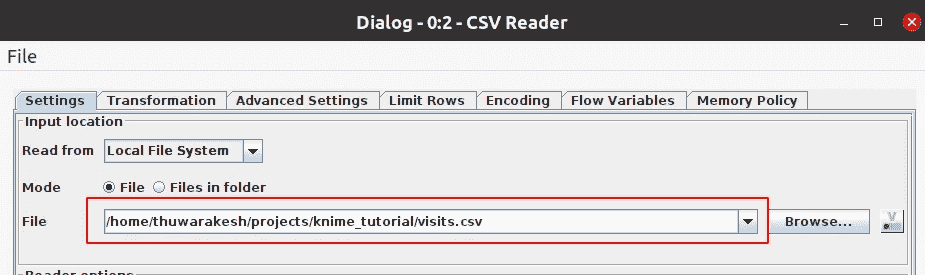 Dialog - 0:2 - CSV Reader
File
Settings Transformation Advanced Settings Limit Rows Encoding Flow Variables Memory Policy
Input location
Read from Local File System
Mode File Files in folder
File /home/thuwarakesh/projects/knime_tutorial/visits.csv Browse... V
Reader options